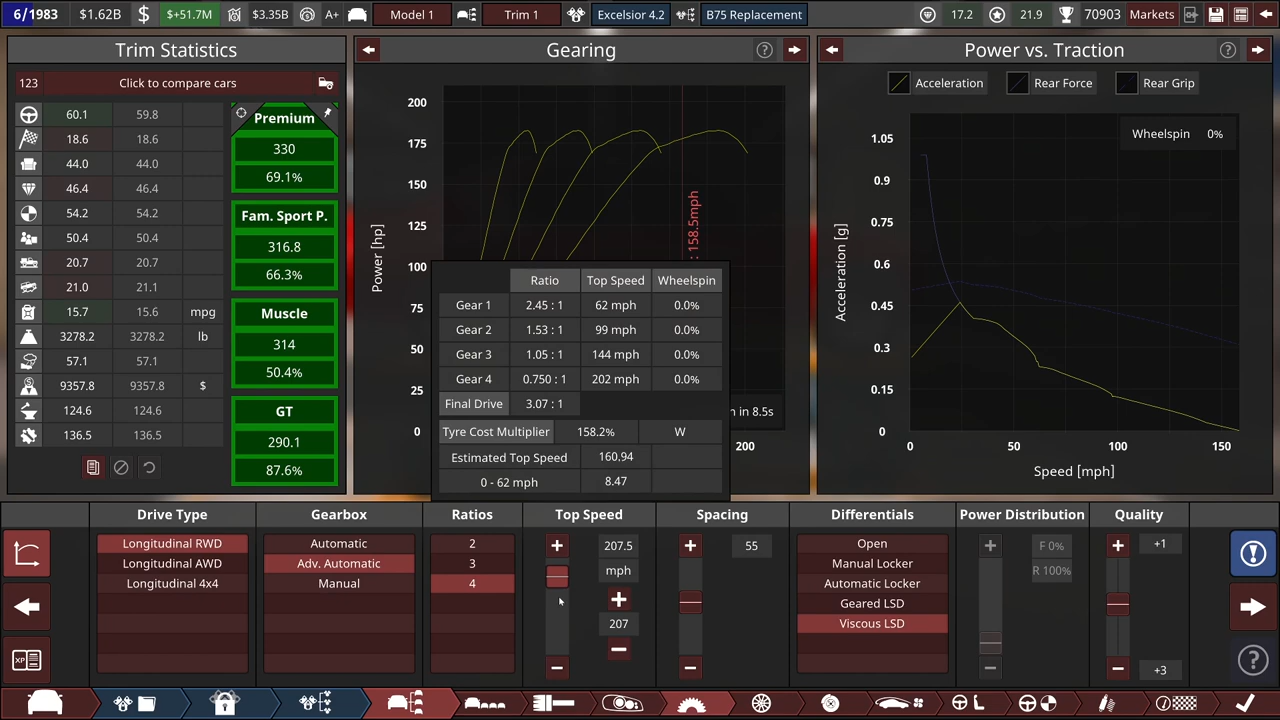 6/1983 $1.62B $+51.7M $3.35B A+ Model 1 Trim 1 Excelsior 4.2 B75 Replacement 17.2 21.9 70903 Markets
Trim Statistics
123 Click to compare cars
60.1 59.8
18.6 18.6
44.0 44.0
46.4 46.4
54.2 54.2
50.4 50.4
20.7 20.7
21.0 21.1
15.7 15.6 mpg
3278.2 3278.2 lb
57.1 57.1
9357.8 9357.8 $
124.6 124.6
136.5 136.5
Premium
330
69.1%
Fam. Sport P.
316.8
66.3%
Muscle
314
50.4%
GT
290.1
87.6%
Gearing
Power [hp]
200
175
150
125
100
75
50
25
0
: 158.5mph
n in 8.5s
200
Ratio Top Speed Wheelspin
Gear 1 2.45 : 1 62 mph 0.0%
Gear 2 1.53 : 1 99 mph 0.0%
Gear 3 1.05 : 1 144 mph 0.0%
Gear 4 0.750 : 1 202 mph 0.0%
Final Drive 3.07 : 1
Tyre Cost Multiplier 158.2% W
Estimated Top Speed 160.94
0 - 62 mph 8.47
Power vs. Traction
Acceleration Rear Force Rear Grip
Wheelspin 0%
Acceleration [g]
1.05
0.9
0.75
0.6
0.45
0.3
0.15
0
0 50 100 150
Speed [mph]
Drive Type
Longitudinal RWD
Longitudinal AWD
Longitudinal 4x4
Gearbox
Automatic
Adv. Automatic
Manual
Ratios
2
3
4
Top Speed
207.5
mph
207
Spacing
55
Differentials
Open
Manual Locker
Automatic Locker
Geared LSD
Viscous LSD
Power Distribution
F 0%
R 100%
Quality
+1
+3
XP